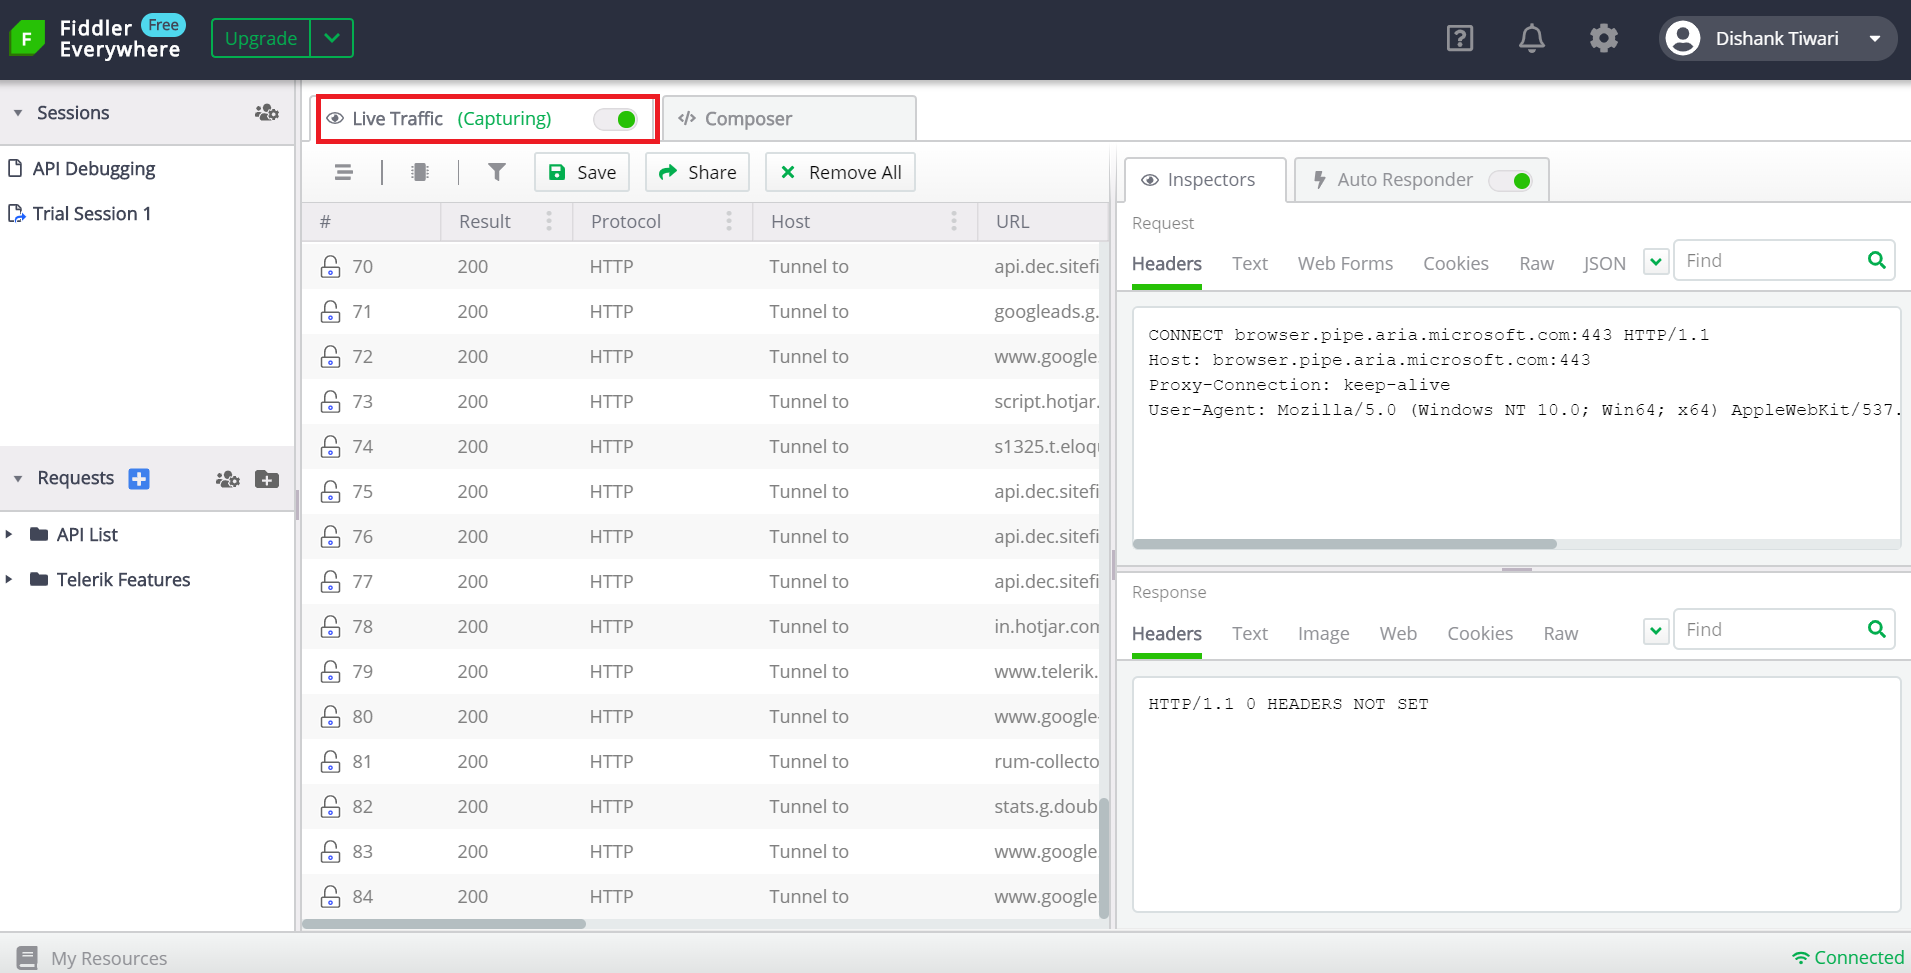 F
Fiddler Free
Everywhere
Upgrade
?
Dishank Tiwari
Sessions
API Debugging
Trial Session 1
Requests
API List
Telerik Features
Live Traffic (Capturing)
Composer
Save
Share
Remove All
# Result Protocol Host URL
70 200 HTTP Tunnel to api.dec.sitefi
71 200 HTTP Tunnel to googleads.g.
72 200 HTTP Tunnel to www.google
73 200 HTTP Tunnel to script.hotjar.
74 200 HTTP Tunnel to s1325.t.eloqu
75 200 HTTP Tunnel to api.dec.sitefi
76 200 HTTP Tunnel to api.dec.sitefi
77 200 HTTP Tunnel to api.dec.sitefi
78 200 HTTP Tunnel to in.hotjar.com
79 200 HTTP Tunnel to www.telerik.
80 200 HTTP Tunnel to www.google-
81 200 HTTP Tunnel to rum-collecto
82 200 HTTP Tunnel to stats.g.doub
83 200 HTTP Tunnel to www.google.
84 200 HTTP Tunnel to www.google.
Inspectors
Auto Responder
Request
Headers Text Web Forms Cookies Raw JSON Find
CONNECT browser.pipe.aria.microsoft.com:443 HTTP/1.1
Host: browser.pipe.aria.microsoft.com:443
Proxy-Connection: keep-alive
User-Agent: Mozilla/5.0 (Windows NT 10.0; Win64; x64) AppleWebKit/537.
Response
Headers Text Image Web Cookies Raw Find
HTTP/1.1 0 HEADERS NOT SET
My Resources
Connected